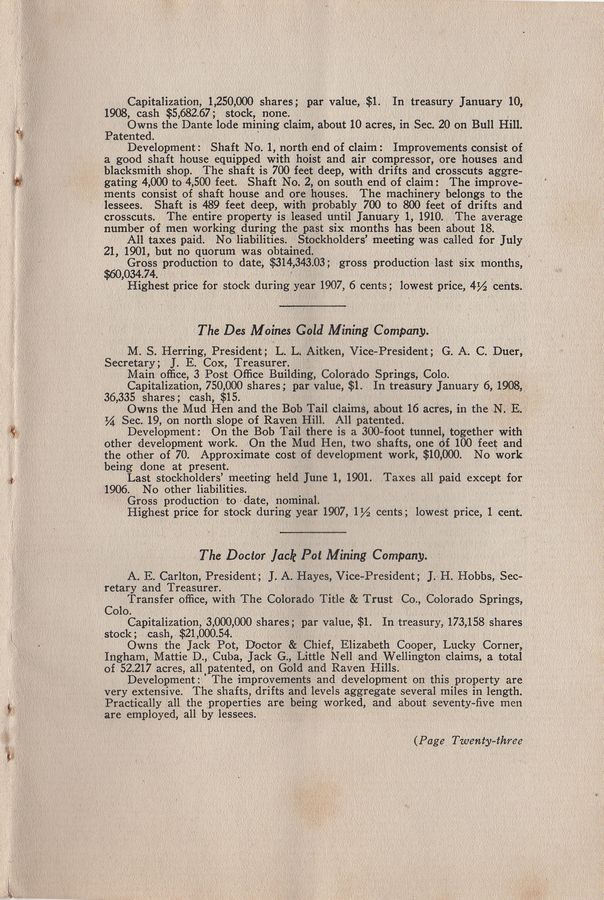 Capitalization, 1,250,000 shares; par value, $1. In treasury January 10,
1908, cash $5,682.67; stock, none.
Owns the Dante lode mining claim, about 10 acres, in Sec. 20 on Bull Hill.
Patented.
Development: Shaft No. 1, north end of claim: Improvements consist of
a good shaft house equipped with hoist and air compressor, ore houses and
blacksmith shop. The shaft is 700 feet deep, with drifts and crosscuts aggre-
gating 4,000 to 4,500 feet. Shaft No. 2, on south end of claim: The improve-
ments consist of shaft house and ore houses. The machinery belongs to the
lessees. Shaft is 489 feet deep, with probably 700 to 800 feet of drifts and
crosscuts. The entire property is leased until January 1, 1910. The average
number of men working during the past six months has been about 18.
All taxes paid. No liabilities. Stockholders' meeting was called for July
21, 1901, but no quorum was obtained.
Gross production to date, $314,343.03; gross production last six months,
$60,034.74.
Highest price for stock during year 1907, 6 cents; lowest price, 4½ cents.
The Des Moines Gold Mining Company.
M. S. Herring, President; L. L. Aitken, Vice-President; G. A. C. Duer,
Secretary; J. E. Cox, Treasurer.
Main office, 3 Post Office Building, Colorado Springs, Colo.
Capitalization, 750,000 shares; par value, $1. In treasury January 6, 1908,
36,335 shares; cash, $15.
Owns the Mud Hen and the Bob Tail claims, about 16 acres, in the N. E.
¼ Sec. 19, on north slope of Raven Hill. All patented.
Development: On the Bob Tail there is a 300-foot tunnel, together with
other development work. On the Mud Hen, two shafts, one of 100 feet and
the other of 70. Approximate cost of development work, $10,000. No work
being done at present.
Last stockholders' meeting held June 1, 1901. Taxes all paid except for
1906. No other liabilities.
Gross production to date, nominal.
Highest price for stock during year 1907, 1½ cents; lowest price, 1 cent.
The Doctor Jack Pot Mining Company.
A. E. Carlton, President; J. A. Hayes, Vice-President; J. H. Hobbs, Sec-
retary and Treasurer.
Transfer office, with The Colorado Title & Trust Co., Colorado Springs,
Colo.
Capitalization, 3,000,000 shares; par value, $1. In treasury, 173,158 shares
stock; cash, $21,000.54.
Owns the Jack Pot, Doctor & Chief, Elizabeth Cooper, Lucky Corner,
Ingham, Mattie D., Cuba, Jack G., Little Nell and Wellington claims, a total
of 52.217 acres, all patented, on Gold and Raven Hills.
Development: The improvements and development on this property are
very extensive. The shafts, drifts and levels aggregate several miles in length.
Practically all the properties are being worked, and about seventy-five men
are employed, all by lessees.
(Page Twenty-three